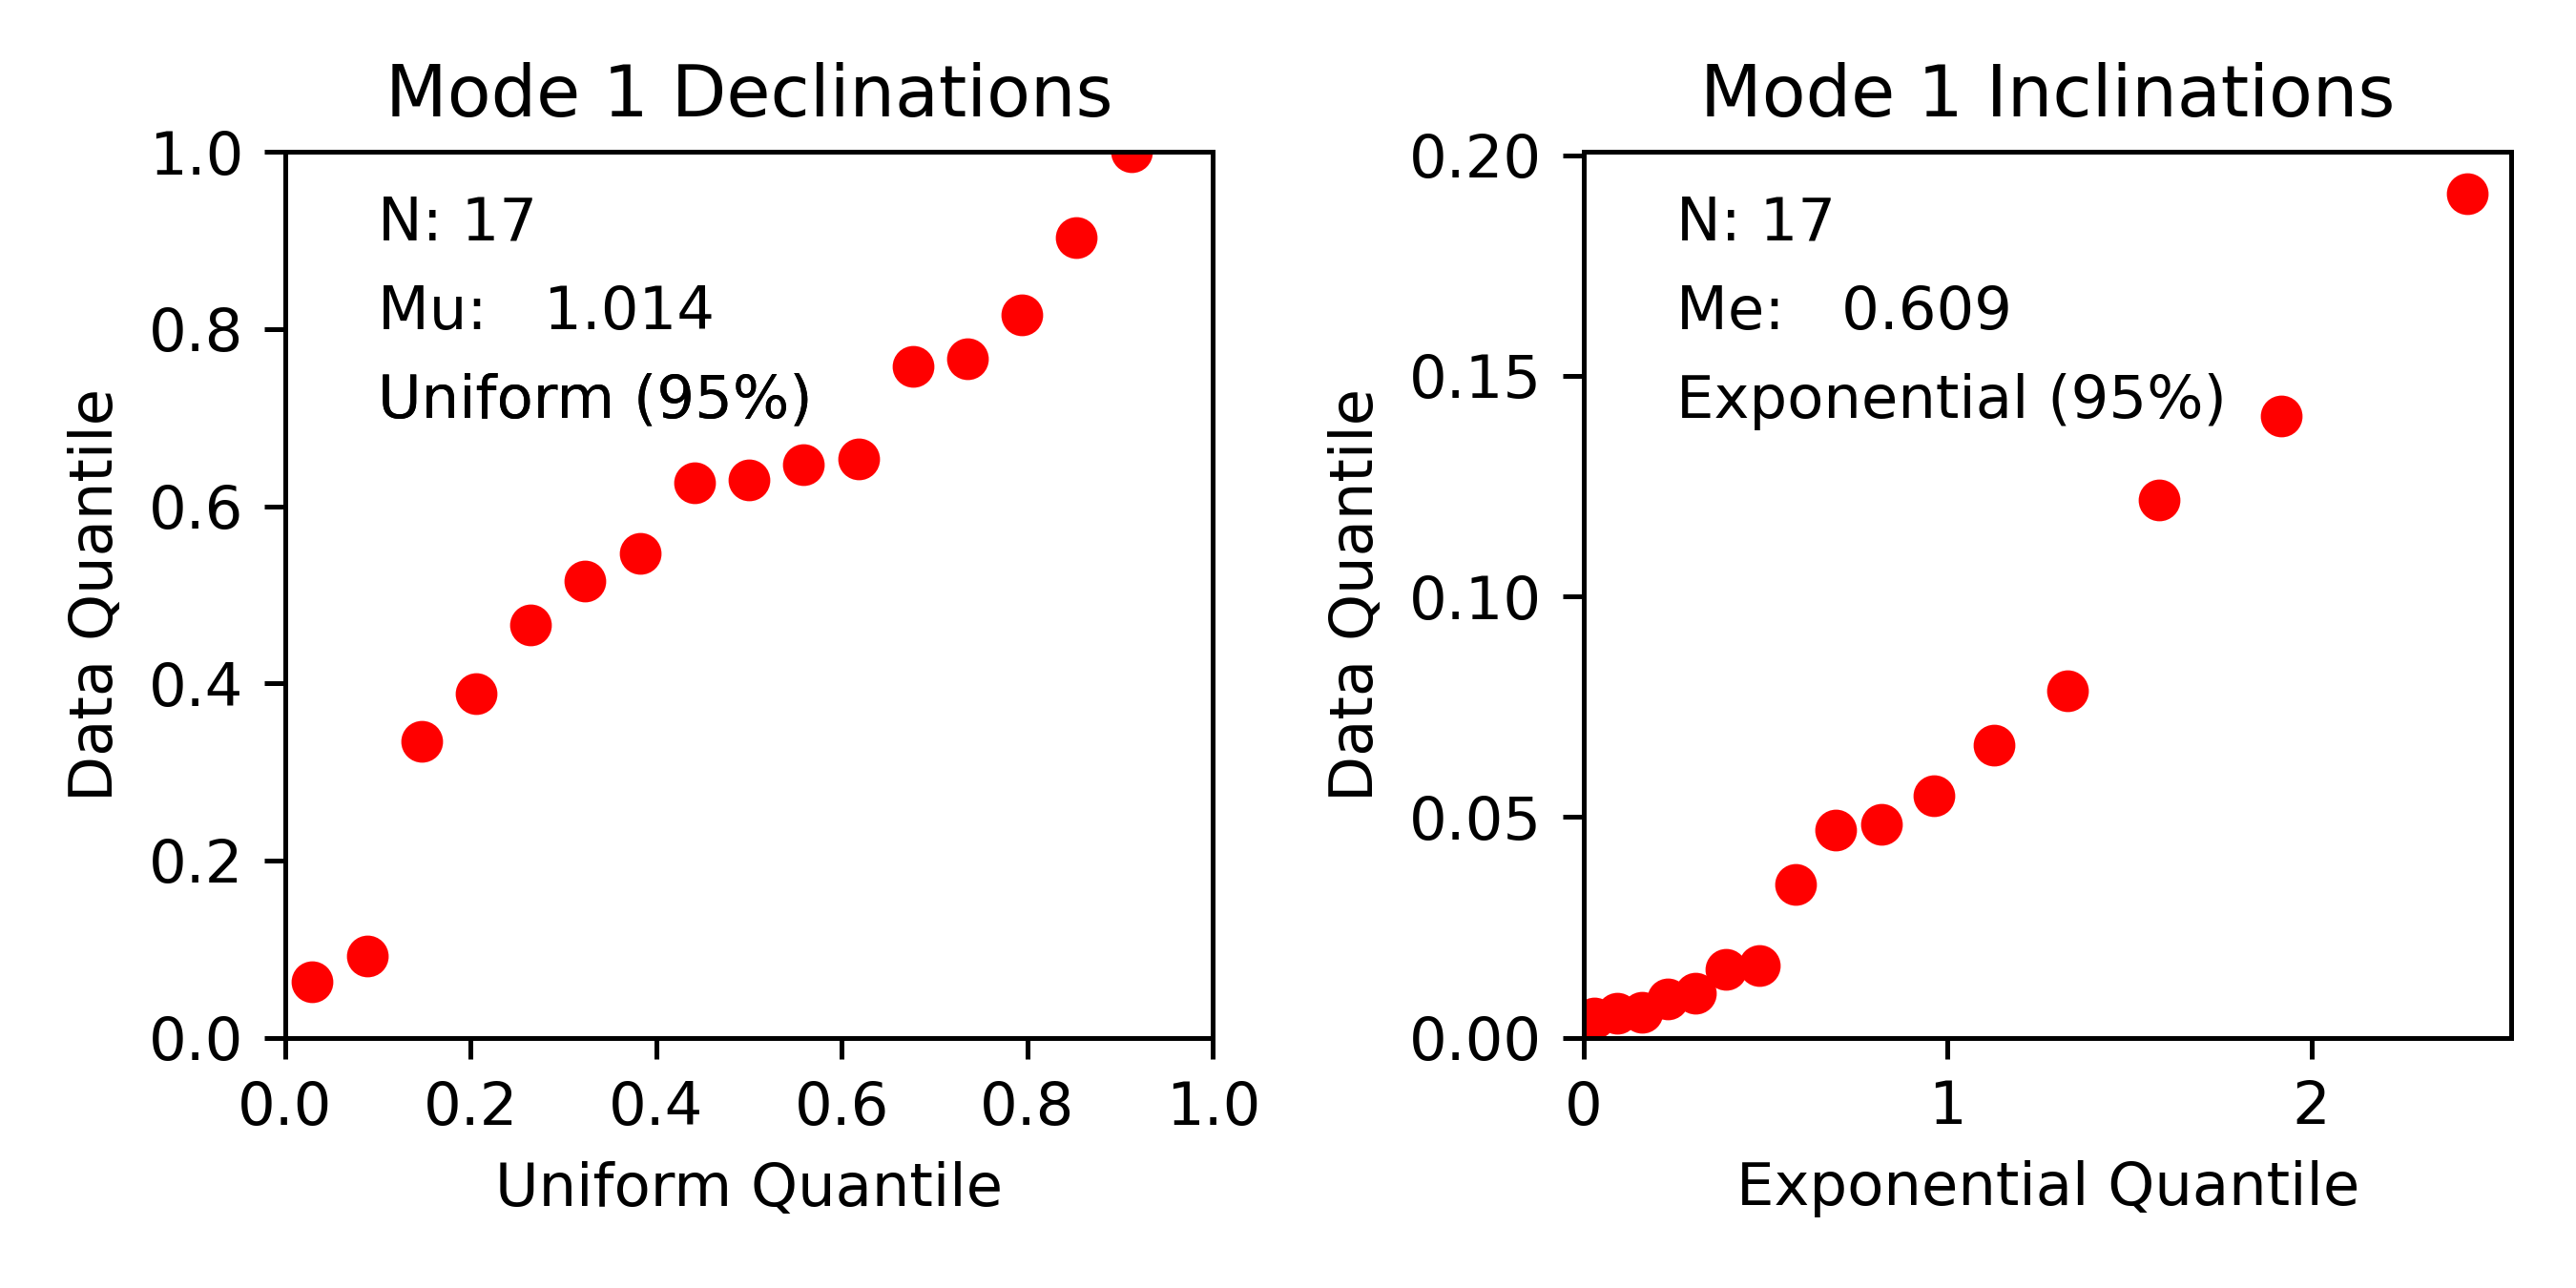 Mode 1 Declinations
1.0
0.8
0.6
0.4
0.2
0.0
Data Quantile
N: 17
Mu:   1.014
Uniform (95%)
0.0 0.2 0.4 0.6 0.8 1.0
Uniform Quantile
Mode 1 Inclinations
0.20
0.15
0.10
0.05
0.00
Data Quantile
N: 17
Me:   0.609
Exponential (95%)
0 1 2
Exponential Quantile